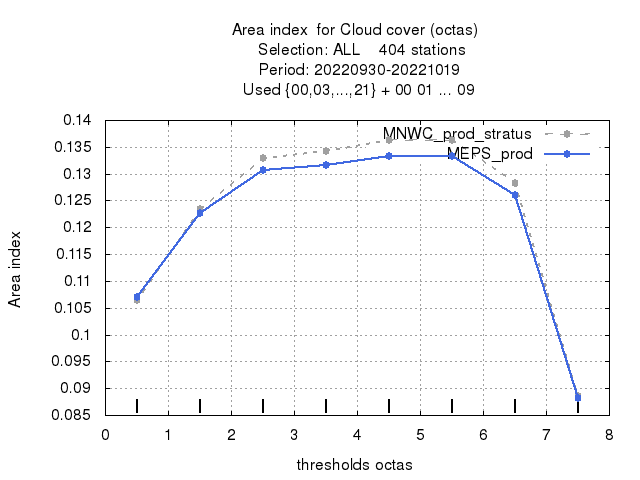 Area index  for Cloud cover (octas)
Selection: ALL    404 stations
Period: 20220930-20221019
Used {00,03,...,21} + 00 01 ... 09
MNWC_prod_stratus
MEPS_prod
Area index
0.14
0.135
0.13
0.125
0.12
0.115
0.11
0.105
0.1
0.095
0.09
0.085
0 1 2 3 4 5 6 7 8
thresholds octas